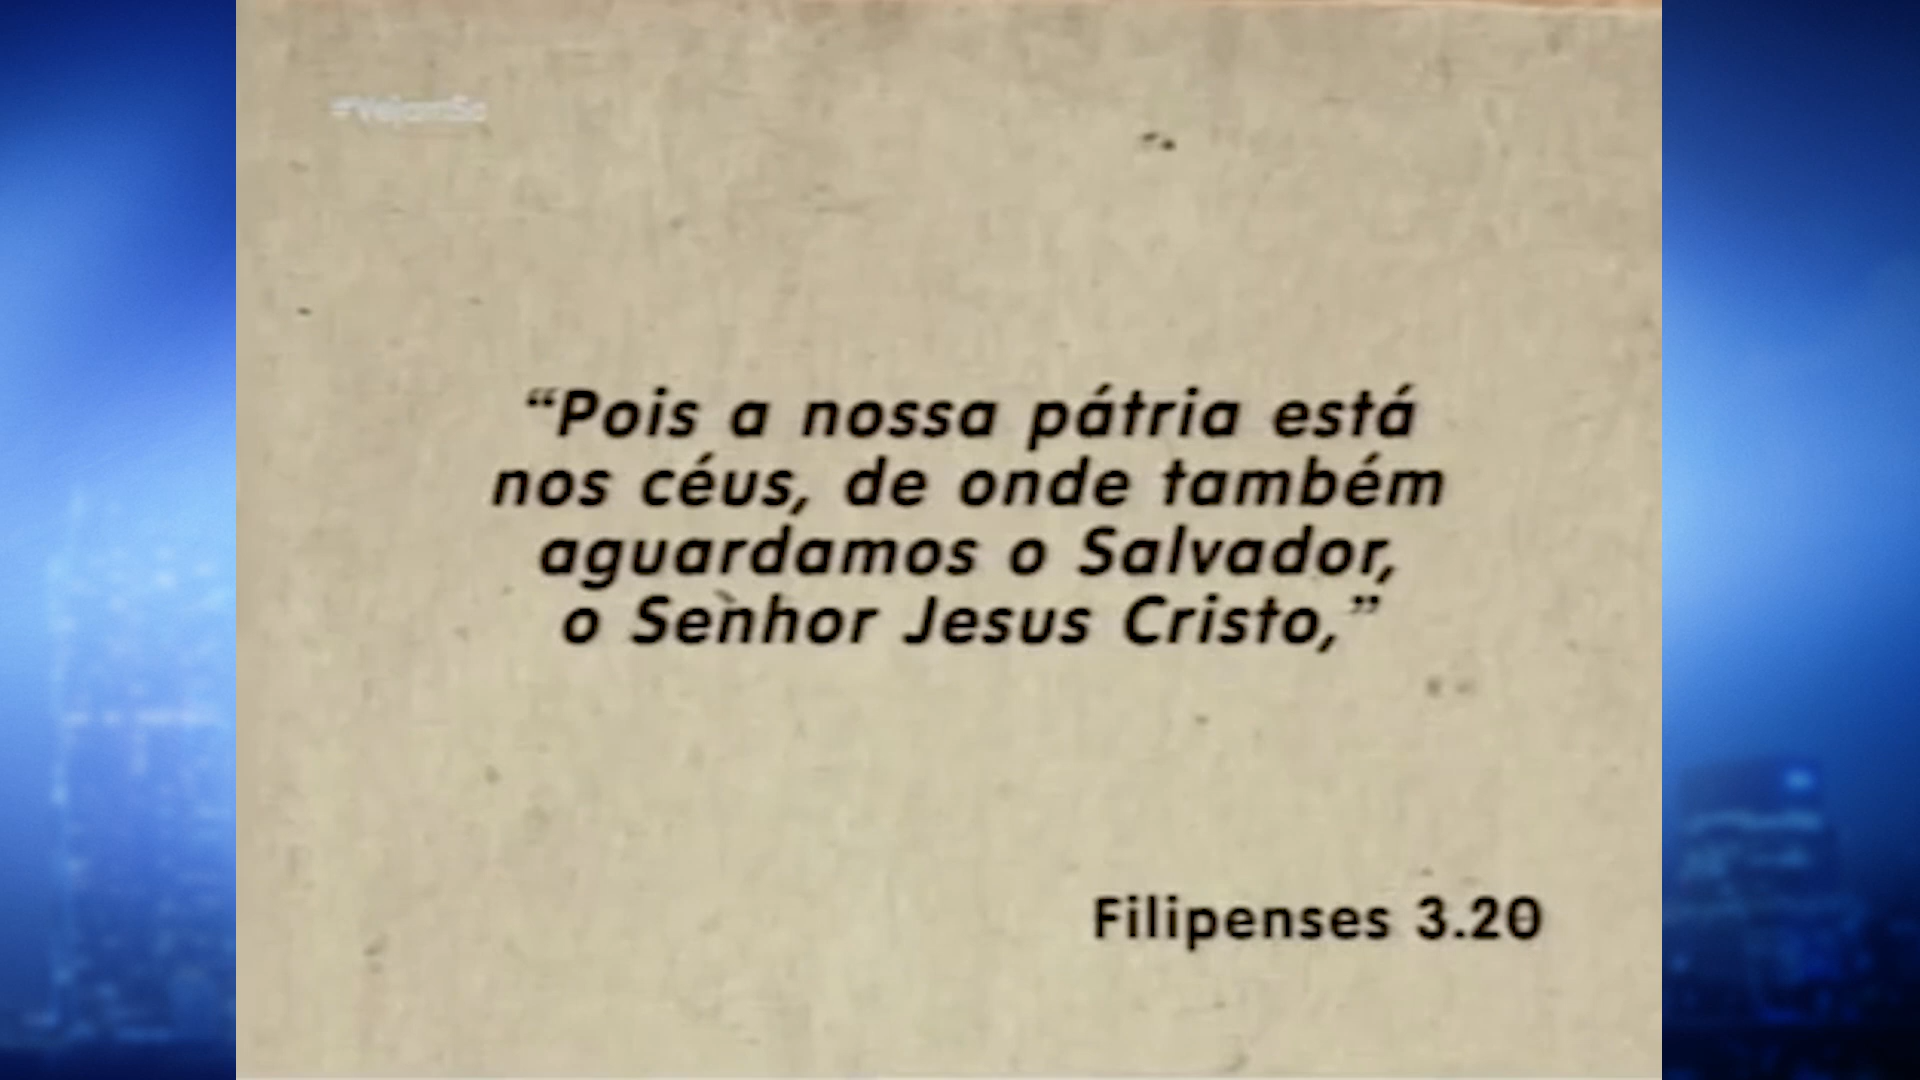 “Pois a nossa pátria está
nos céus, de onde também
aguardamos o Salvador,
o Senhor Jesus Cristo,”
Filipenses 3.20